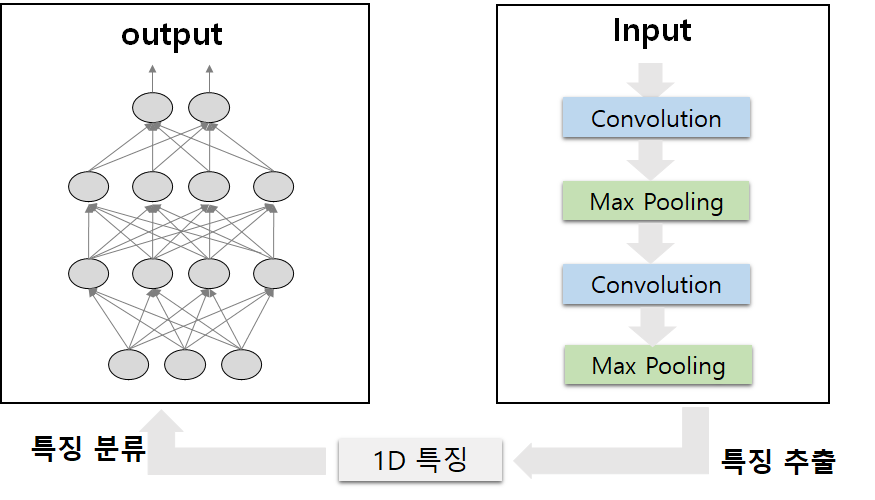 output
Input
Convolution
Max Pooling
Convolution
Max Pooling
특징 분류
1D 특징
특징 추출